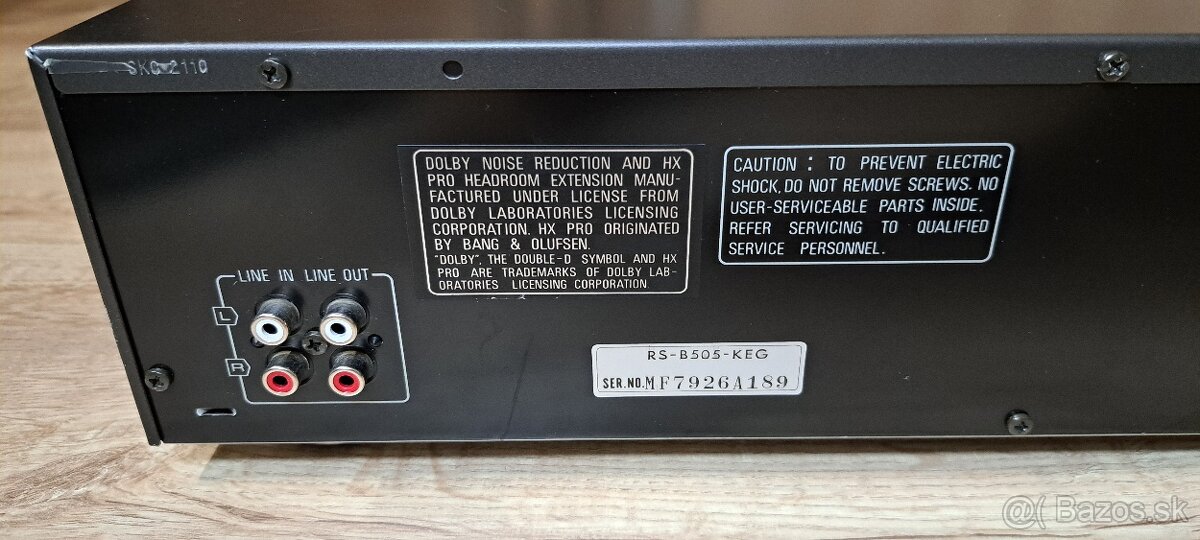 SKC-2110
DOLBY NOISE REDUCTION AND HX
PRO HEADROOM EXTENSION MANU-
FACTURED UNDER LICENSE FROM
DOLBY LABORATORIES LICENSING
CORPORATION. HX PRO ORIGINATED
BY BANG & OLUFSEN.
"DOLBY", THE DOUBLE-D SYMBOL AND HX
PRO ARE TRADEMARKS OF DOLBY LAB-
ORATORIES LICENSING CORPORATION.
CAUTION : TO PREVENT ELECTRIC
SHOCK, DO NOT REMOVE SCREWS. NO
USER-SERVICEABLE PARTS INSIDE.
REFER SERVICING TO QUALIFIED
SERVICE PERSONNEL.
LINE IN LINE OUT
L
R
RS-B505-KEG
SER.NO.MF7926A189
@( Bazos.sk